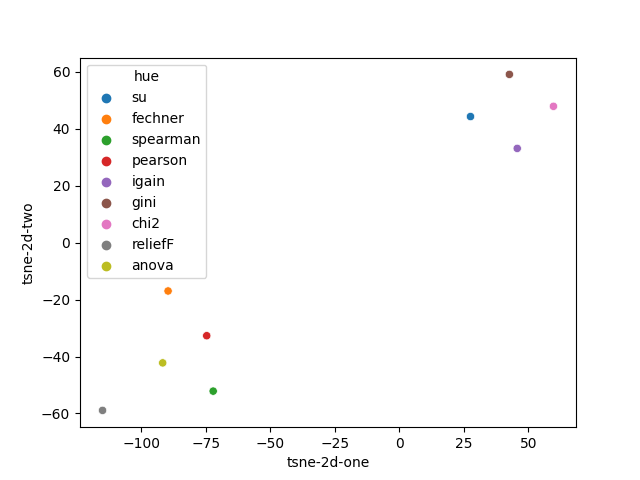 hue
su
fechner
spearman
pearson
igain
gini
chi2
reliefF
anova
60
40
20
0
−20
−40
−60
tsne-2d-two
−100
−75
−50
−25
0
25
50
tsne-2d-one